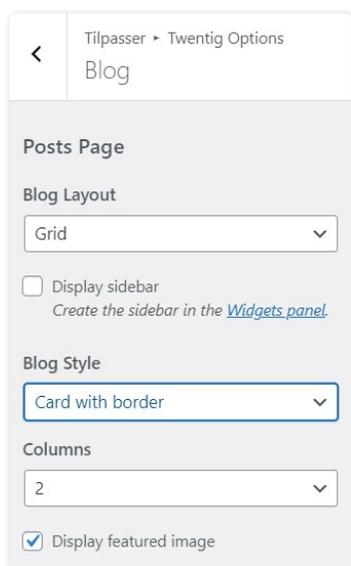 Tilpasser ▸ Twentig Options
Blog
Posts Page
Blog Layout
Grid
Display sidebar
Create the sidebar in the Widgets panel.
Blog Style
Card with border
Columns
2
Display featured image